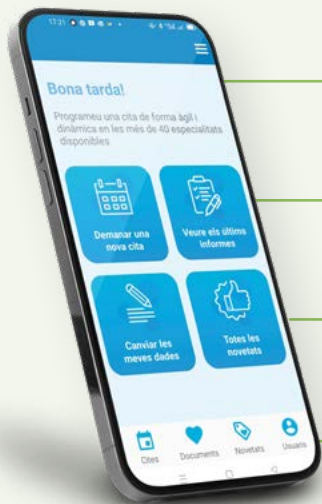 17:21
Bona tarda!
Programeu una cita de forma àgil i
dinàmica en les més de 40 especialitats
disponibles
Demanar una
nova cita
Veure els últims
informes
Canviar les
meves dades
Totes les
novetats
Cites
Documents
Novetats
Usuaris